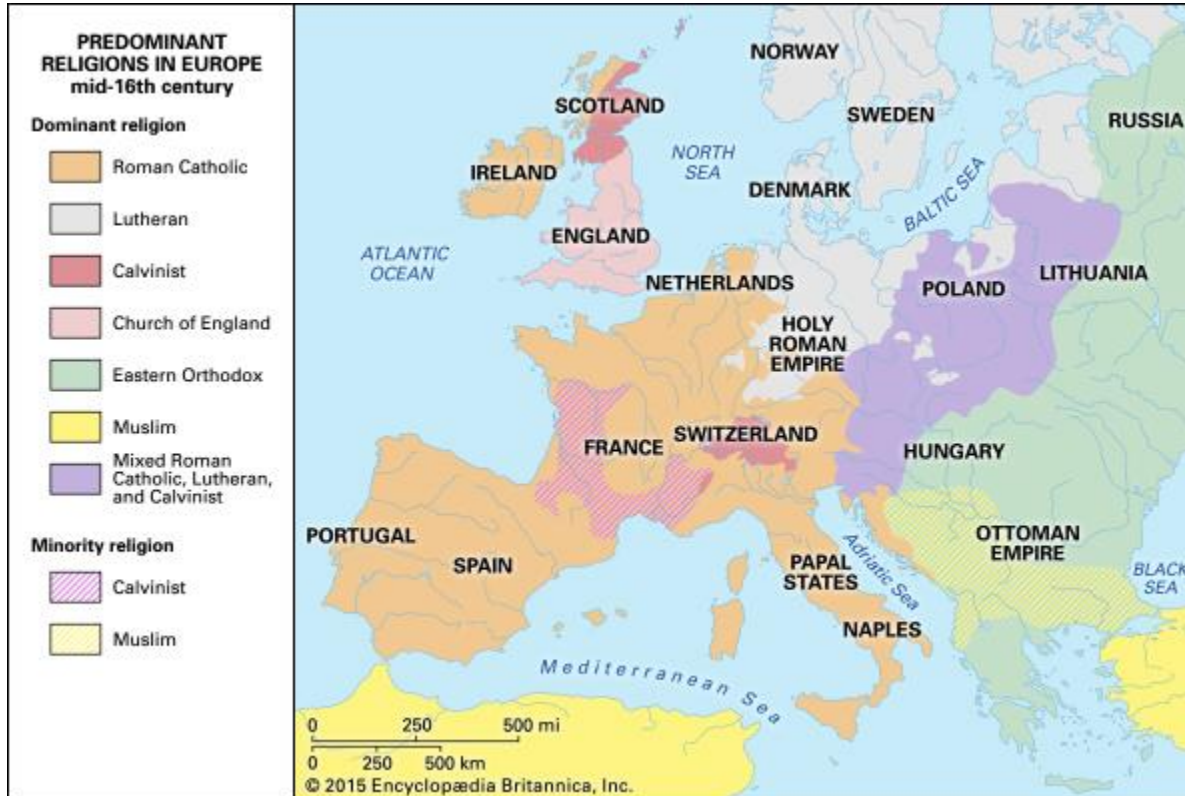 PREDOMINANT
RELIGIONS IN EUROPE
mid-16th century
Dominant religion
Roman Catholic
Lutheran
Calvinist
Church of England
Eastern Orthodox
Muslim
Mixed Roman
Catholic, Lutheran,
and Calvinist
Minority religion
Calvinist
Muslim
NORWAY
SWEDEN
RUSSIA
SCOTLAND
NORTH
SEA
IRELAND
DENMARK
BALTIC SEA
ENGLAND
ATLANTIC
OCEAN
NETHERLANDS
POLAND
LITHUANIA
HOLY
ROMAN
EMPIRE
FRANCE
SWITZERLAND
HUNGARY
PORTUGAL
SPAIN
PAPAL
STATES
Adriatic Sea
OTTOMAN
EMPIRE
BLACK
SEA
NAPLES
Mediterranean Sea
0 250 500 mi
0 250 500 km
© 2015 Encyclopædia Britannica, Inc.